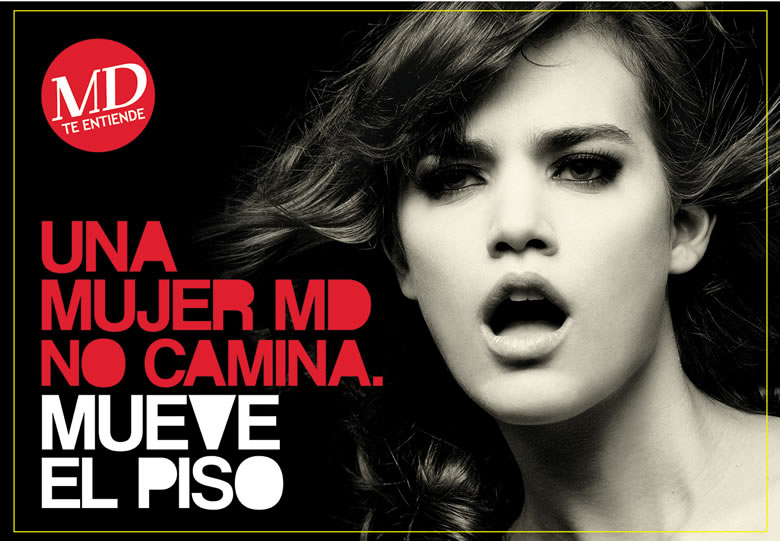 MD
TE ENTIENDE
UNA
MUJER MD
NO CAMINA.
MUEVE
EL PISO